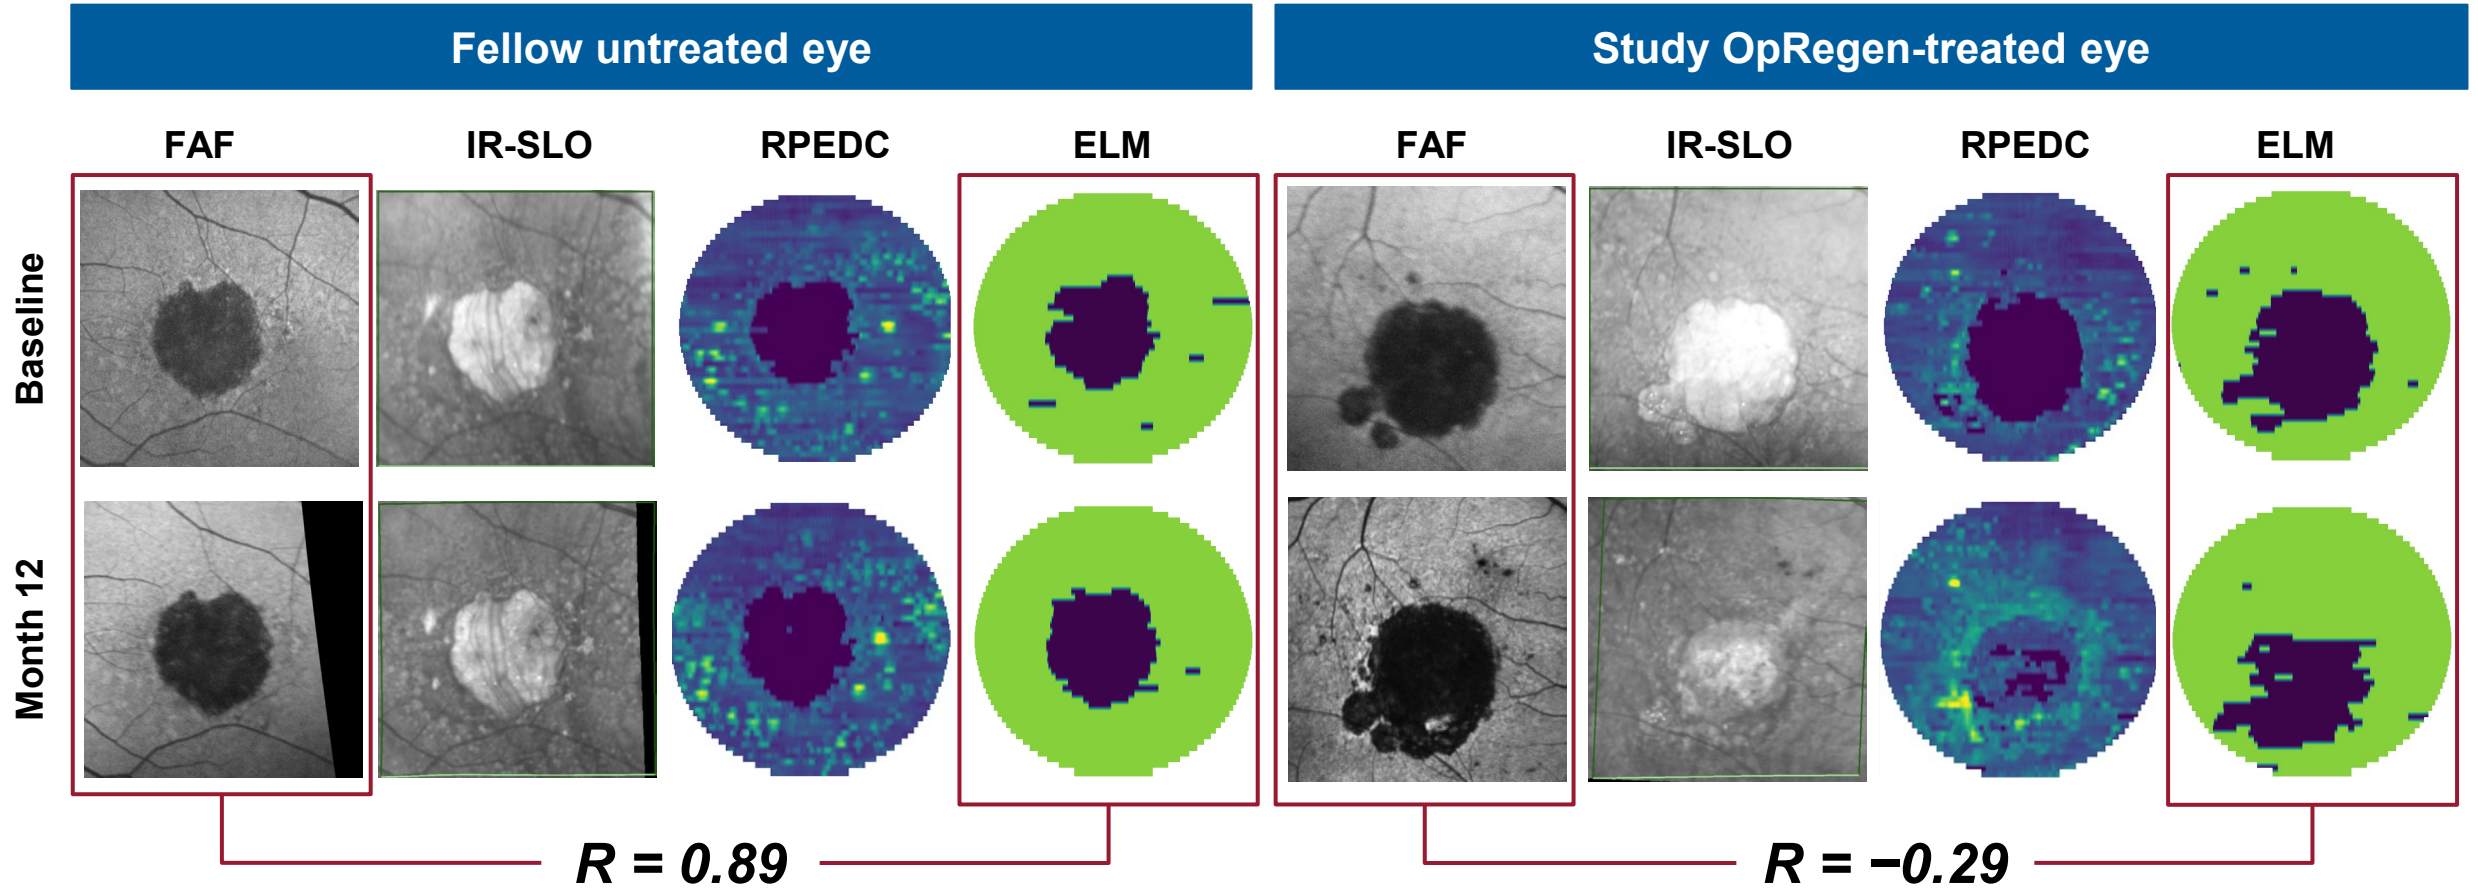 Fellow untreated eye
Study OpRegen-treated eye
FAF IR-SLO RPEDC ELM FAF IR-SLO RPEDC ELM
Baseline
Month 12
R = 0.89
R = −0.29